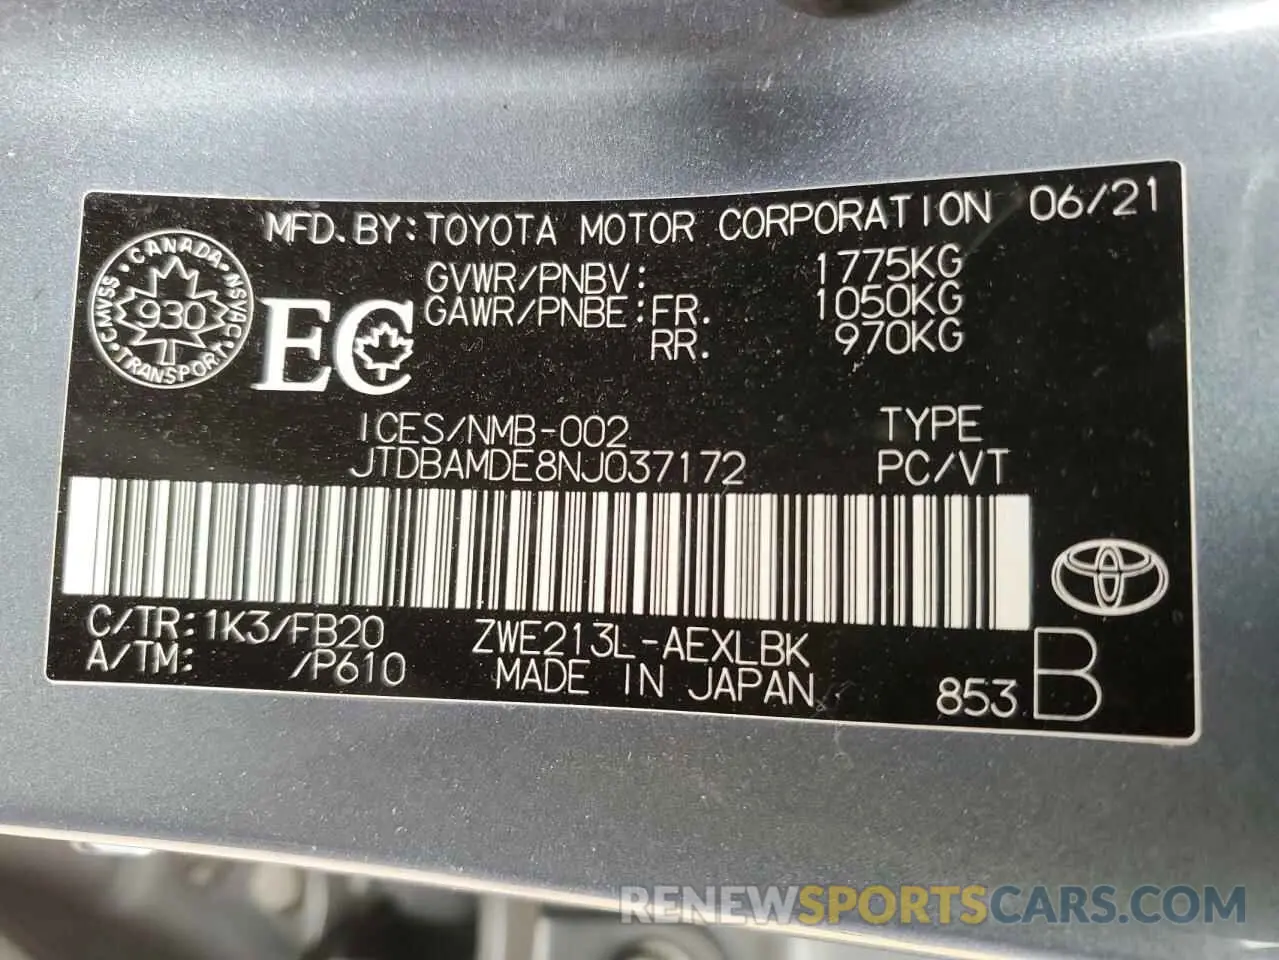 MFD. BY: TOYOTA MOTOR CORPORATION 06/21
GVWR/PNBV: 1775KG
GAWR/PNBE: FR. 1050KG
RR. 970KG
CANADA · NSVAC · TRANSPORT · CMVSS ·
930
EC
ICES/NMB-002 TYPE
JTDBAMDE8NJ037172 PC/VT
C/TR: 1K3/FB20 ZWE213L-AEXLBK
A/TM: /P610 MADE IN JAPAN
853 B
RENEWSPORTSCARS.COM/21